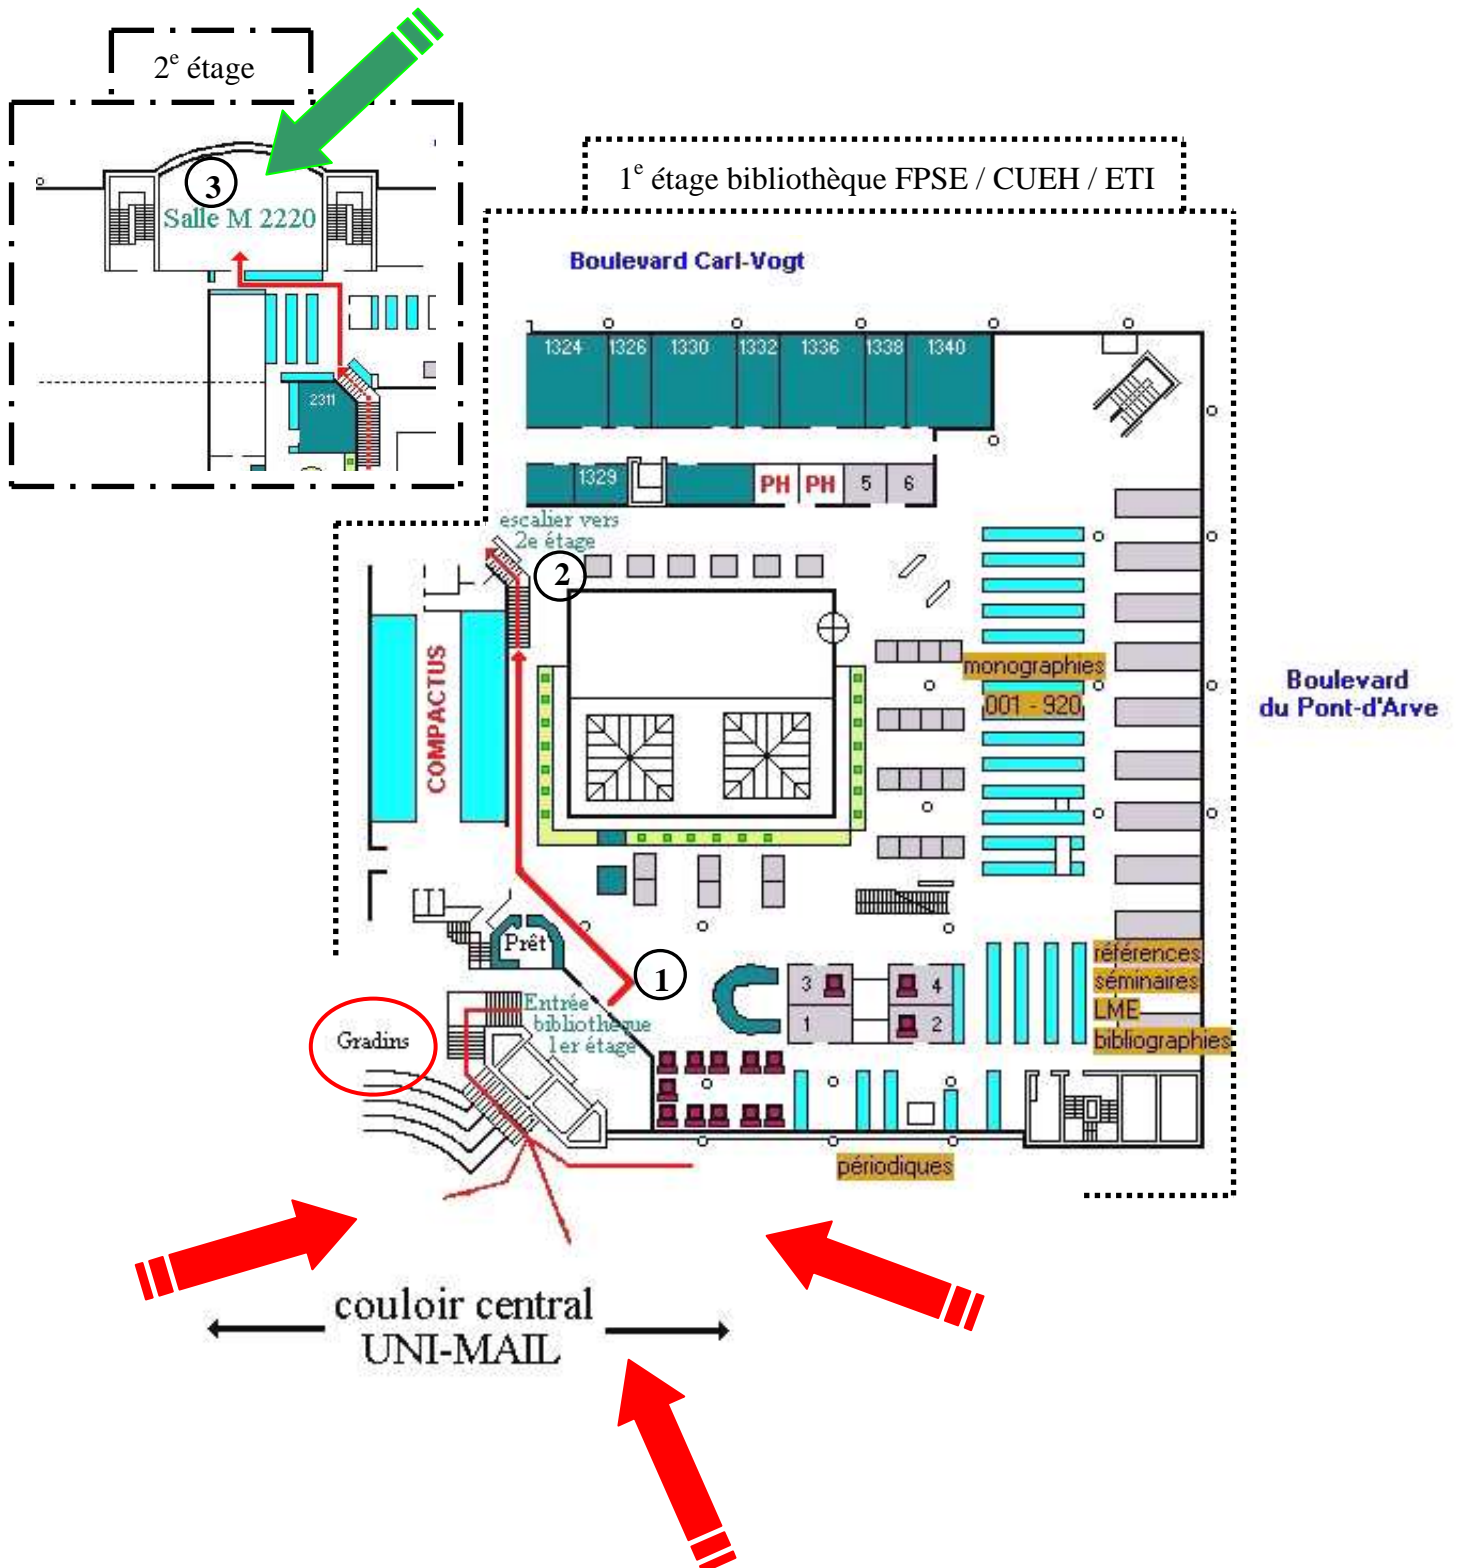 2e étage
3
Salle M 2220
2311
1e étage bibliothèque FPSE / CUEH / ETI
Boulevard Carl-Vogt
1324 1326 1330 1332 1336 1338 1340
1329 PH PH 5 6
escalier vers
2e étage
2
COMPACTUS
monographies
001 - 920
Boulevard
du Pont-d'Arve
Prêt
1
Entrée
bibliothèque
1er étage
Gradins
3 4
1 2
références
séminaires
LME
bibliographies
périodiques
couloir central
UNI-MAIL